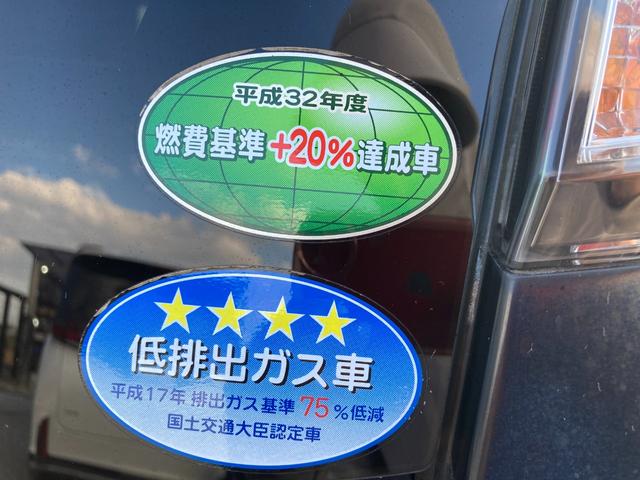 平成32年度
燃費基準+20%達成車
低排出ガス車
平成17年 排出ガス基準 75%低減
国土交通大臣認定車